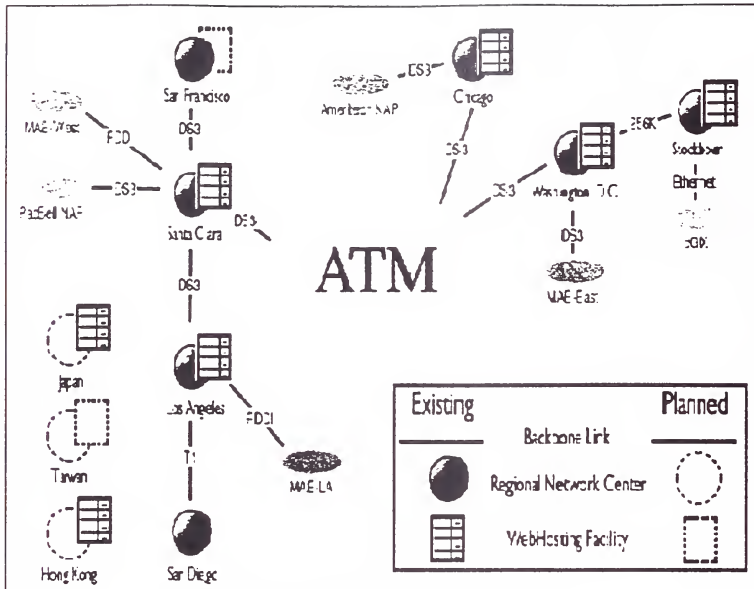 San Francisco
MAE-West
DS3
DS3
Ameritech NAP
Chicago
DS3
DS3
PacBell NAP
Santa Clara
DS3
DS3
DS3
256K
Stockholm
Ethernet
Washington D.C.
DS3
MAE-East
ATM
Japan
Los Angeles
FDDI
MAE-LA
Taiwan
T1
Hong Kong
San Diego
Existing
Planned
Backbone Link
Regional Network Center
WebHosting Facility